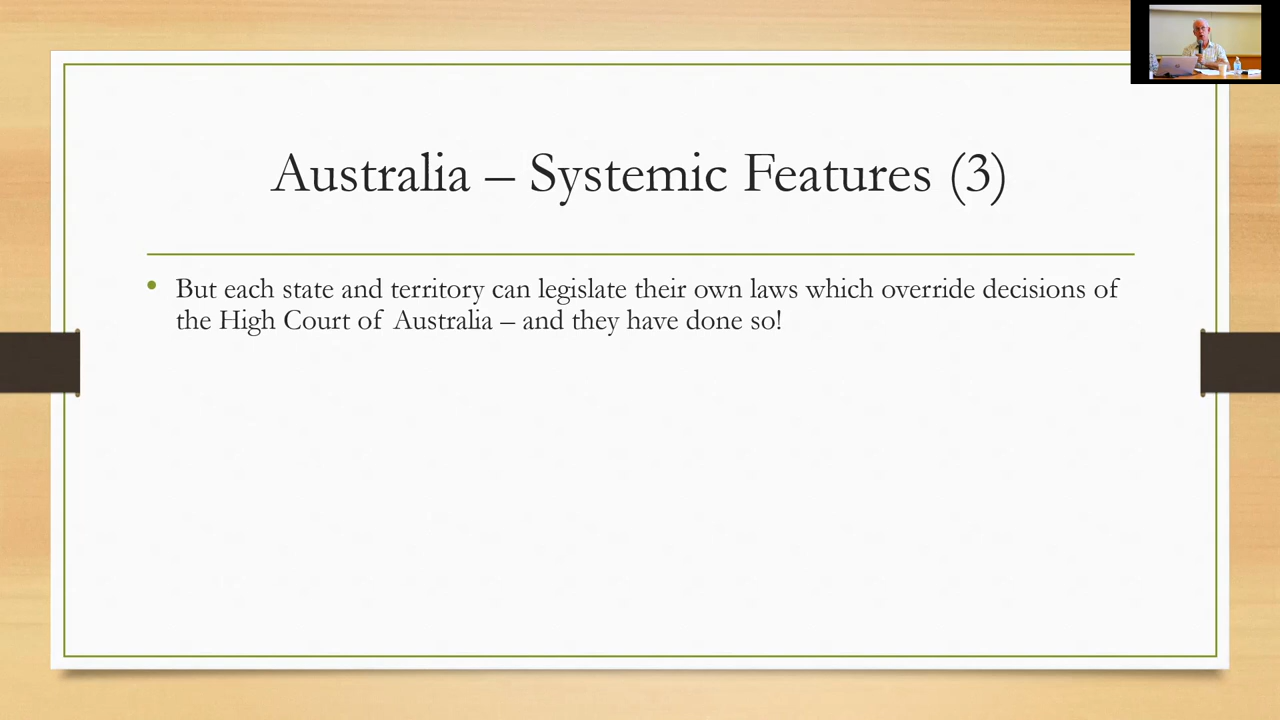 Australia – Systemic Features (3)
• But each state and territory can legislate their own laws which override decisions of
the High Court of Australia – and they have done so!